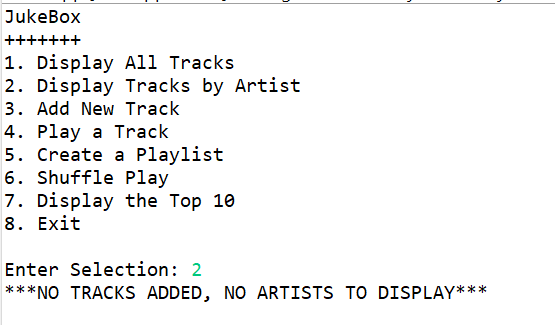 JukeBox
+++++++
1. Display All Tracks
2. Display Tracks by Artist
3. Add New Track
4. Play a Track
5. Create a Playlist
6. Shuffle Play
7. Display the Top 10
8. Exit
Enter Selection: 2
***NO TRACKS ADDED, NO ARTISTS TO DISPLAY***